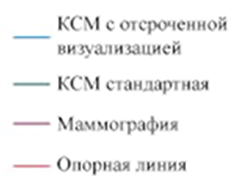 КСМ с отсроченной
визуализацией
КСМ стандартная
Маммография
Опорная линия